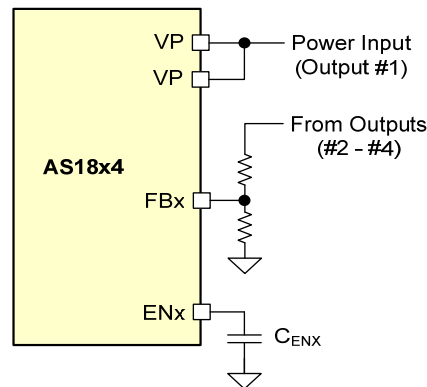 VP
Power Input
(Output #1)
VP
From Outputs
(#2 - #4)
AS18x4
FBx
ENx
CENX